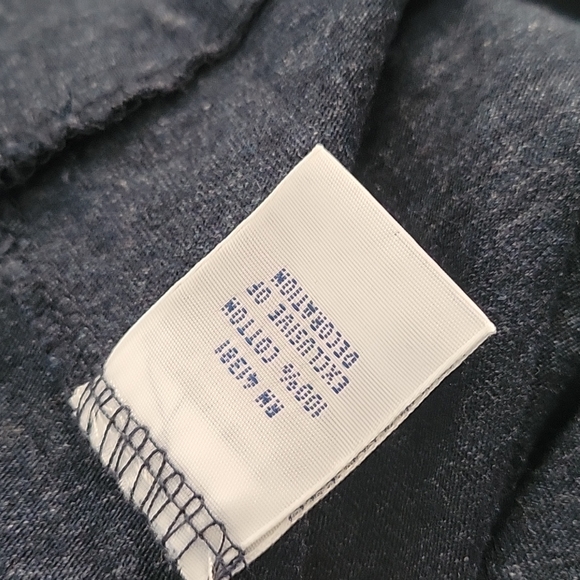 RN 41381
100% COTTON
EXCLUSIVE OF
DECORATION